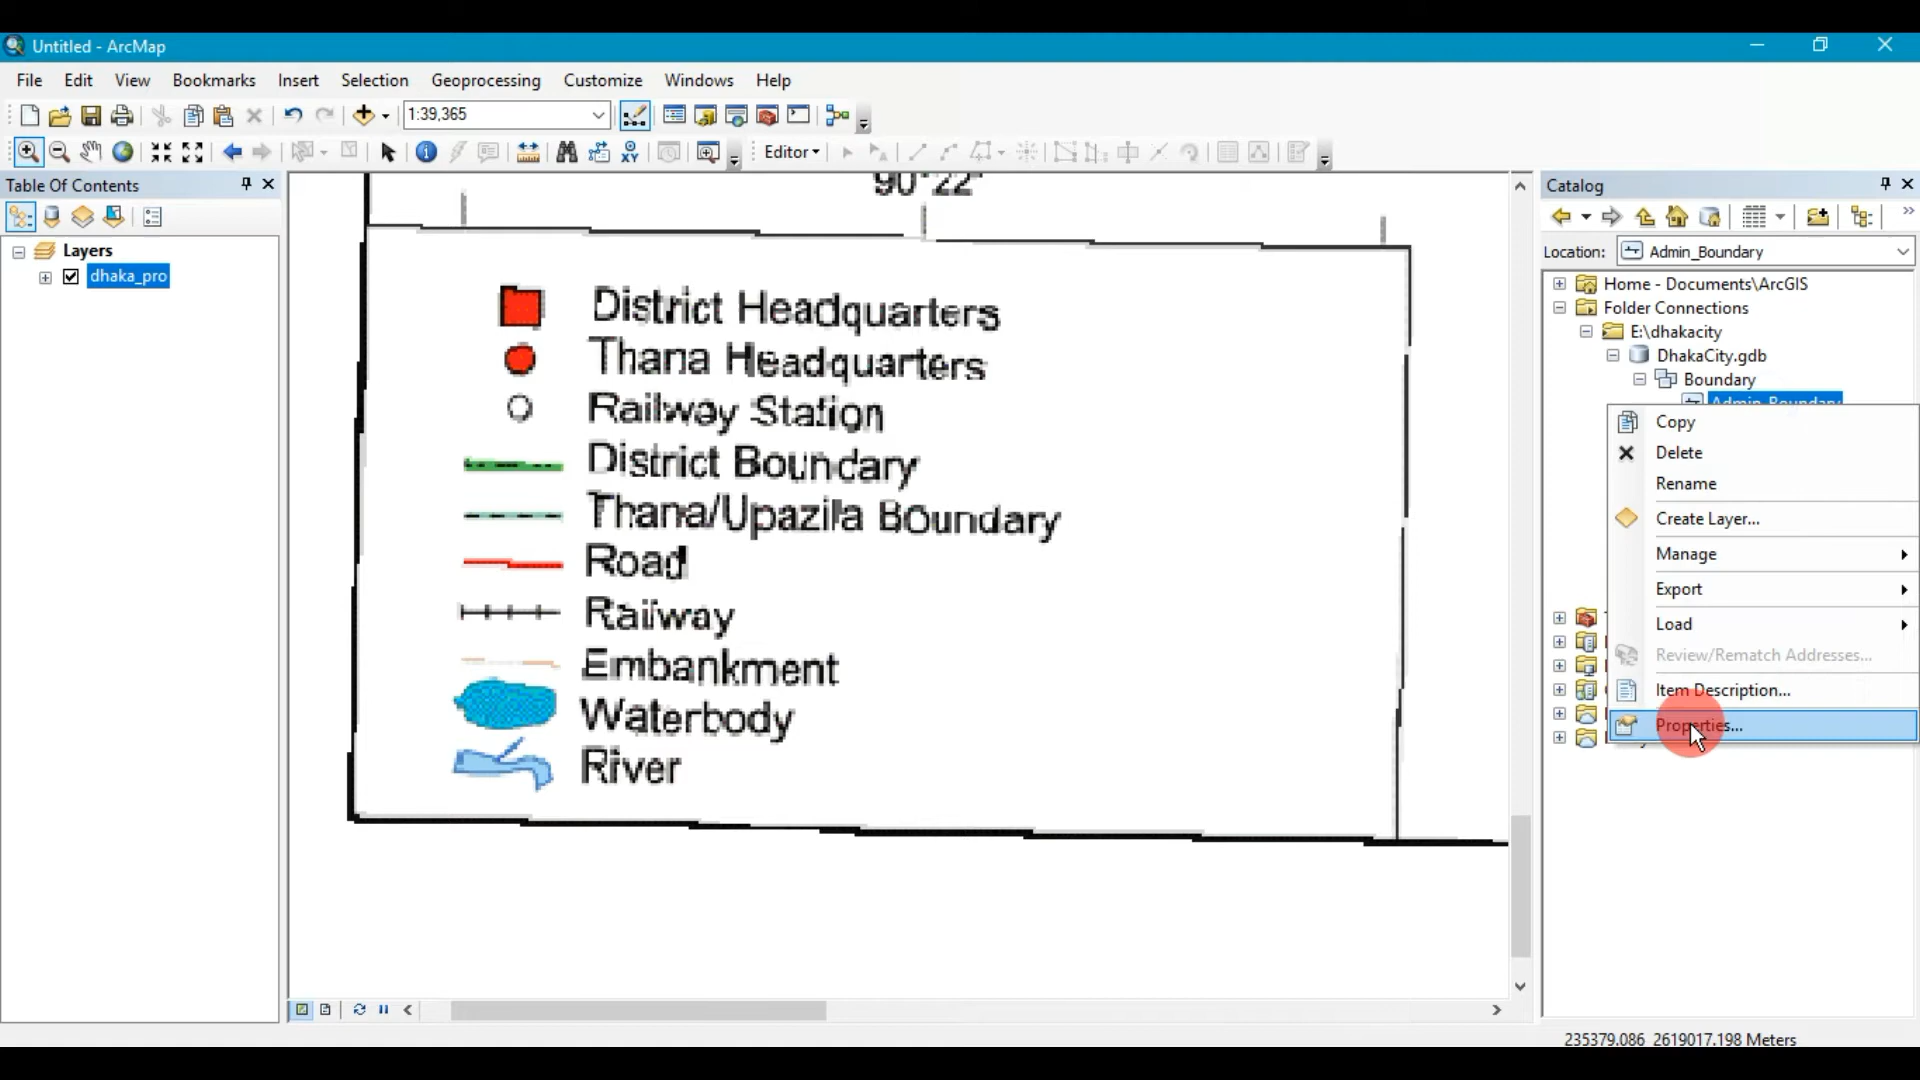 Untitled - ArcMap
File Edit View Bookmarks Insert Selection Geoprocessing Customize Windows Help
1:39,365
Editor
Table Of Contents
Layers
dhaka_pro
90°22'
District Headquarters
Thana Headquarters
Railway Station
District Boundary
Thana/Upazila Boundary
Road
Railway
Embankment
Waterbody
River
Catalog
Location: Admin_Boundary
Home - Documents\ArcGIS
Folder Connections
E:\dhakacity
DhakaCity.gdb
Boundary
Admin_Boundary
Copy
Delete
Rename
Create Layer...
Manage
Export
Load
Review/Rematch Addresses...
Item Description...
Properties...
235379.086 2619017.198 Meters